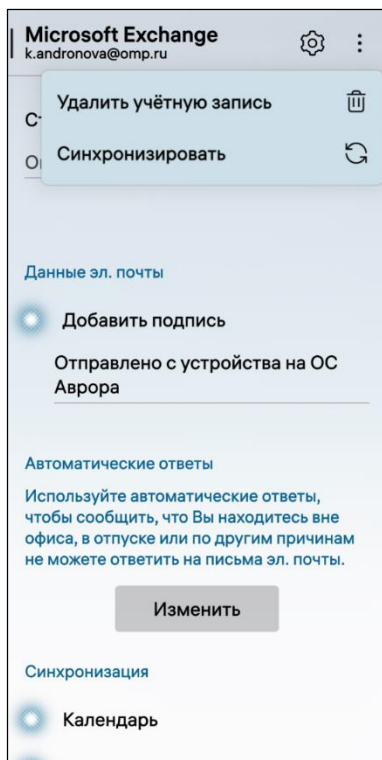 Microsoft Exchange
k.andronova@omp.ru
Удалить учётную запись
Синхронизировать
Данные эл. почты
Добавить подпись
Отправлено с устройства на ОС
Аврора
Автоматические ответы
Используйте автоматические ответы,
чтобы сообщить, что Вы находитесь вне
офиса, в отпуске или по другим причинам
не можете ответить на письма эл. почты.
Изменить
Синхронизация
Календарь